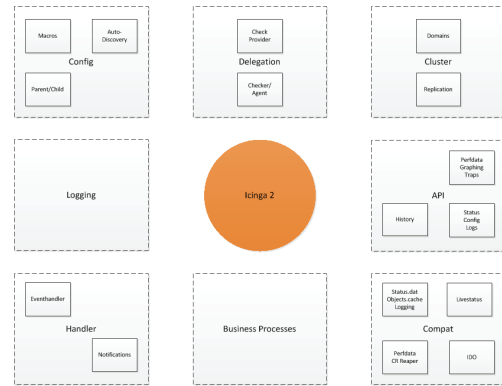 Macros
Auto-
Discovery
Config
Parent/Child
Check
Provider
Delegation
Checker/
Agent
Domains
Cluster
Replication
Logging
Icinga 2
Perfdata
Graphing
Traps
API
History
Status
Config
Logs
Eventhandler
Handler
Notifications
Business Processes
Status.dat
Objects.cache
Logging
Livestatus
Compat
Perfdata
CR Reaper
IDO